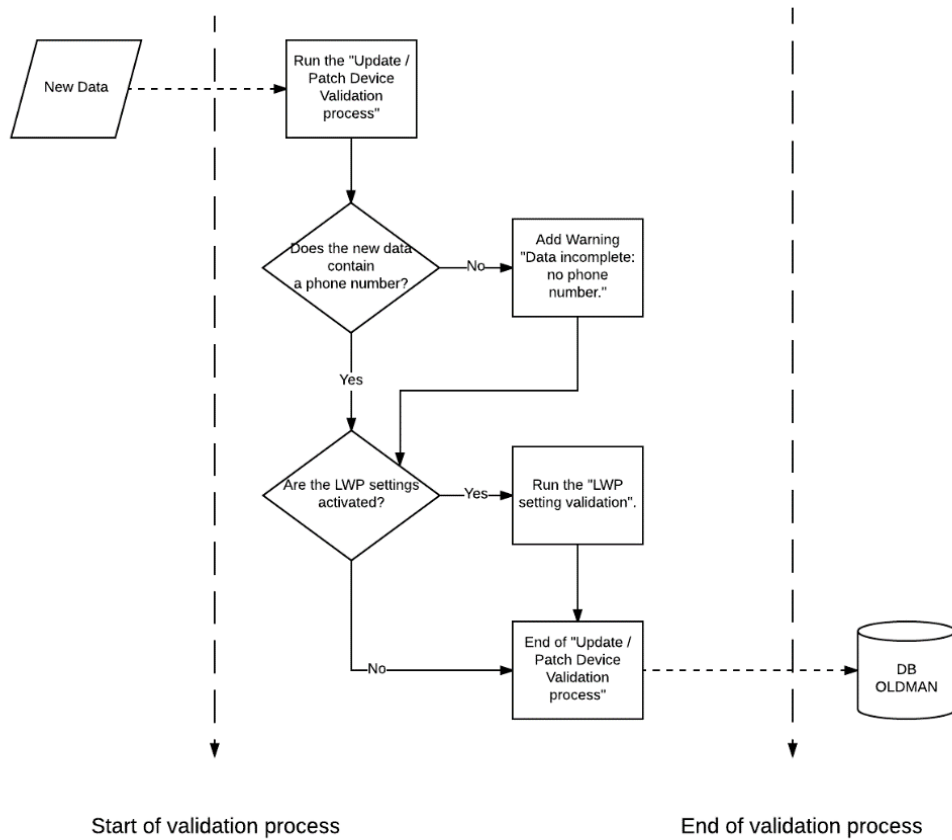 New Data
Run the "Update /
Patch Device
Validation
process"
Does the new data
contain
a phone number?
No
Add Warning
"Data incomplete:
no phone
number."
Yes
Are the LWP settings
activated?
Yes
Run the "LWP
setting validation".
No
End of "Update /
Patch Device
Validation
process"
DB
OLDMAN
Start of validation process
End of validation process